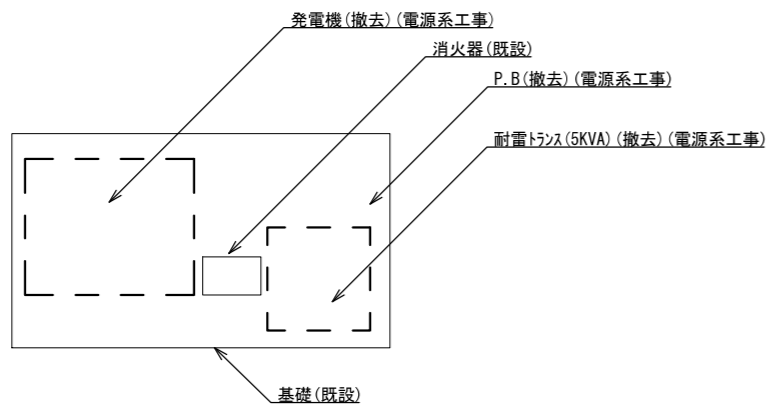 発電機(撤去)(電源系工事)
消火器(既設)
P.B(撤去)(電源系工事)
耐雷ﾄﾗﾝｽ(5KVA)(撤去)(電源系工事)
基礎(既設)